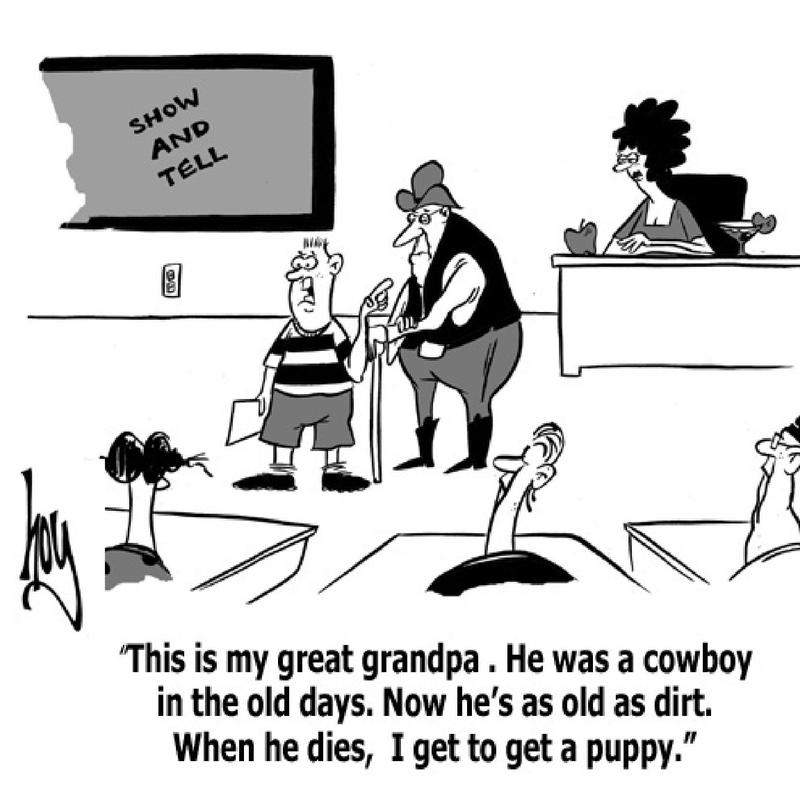 SHOW
AND
TELL
hoy
“This is my great grandpa . He was a cowboy
in the old days. Now he’s as old as dirt.
When he dies,  I get to get a puppy.”